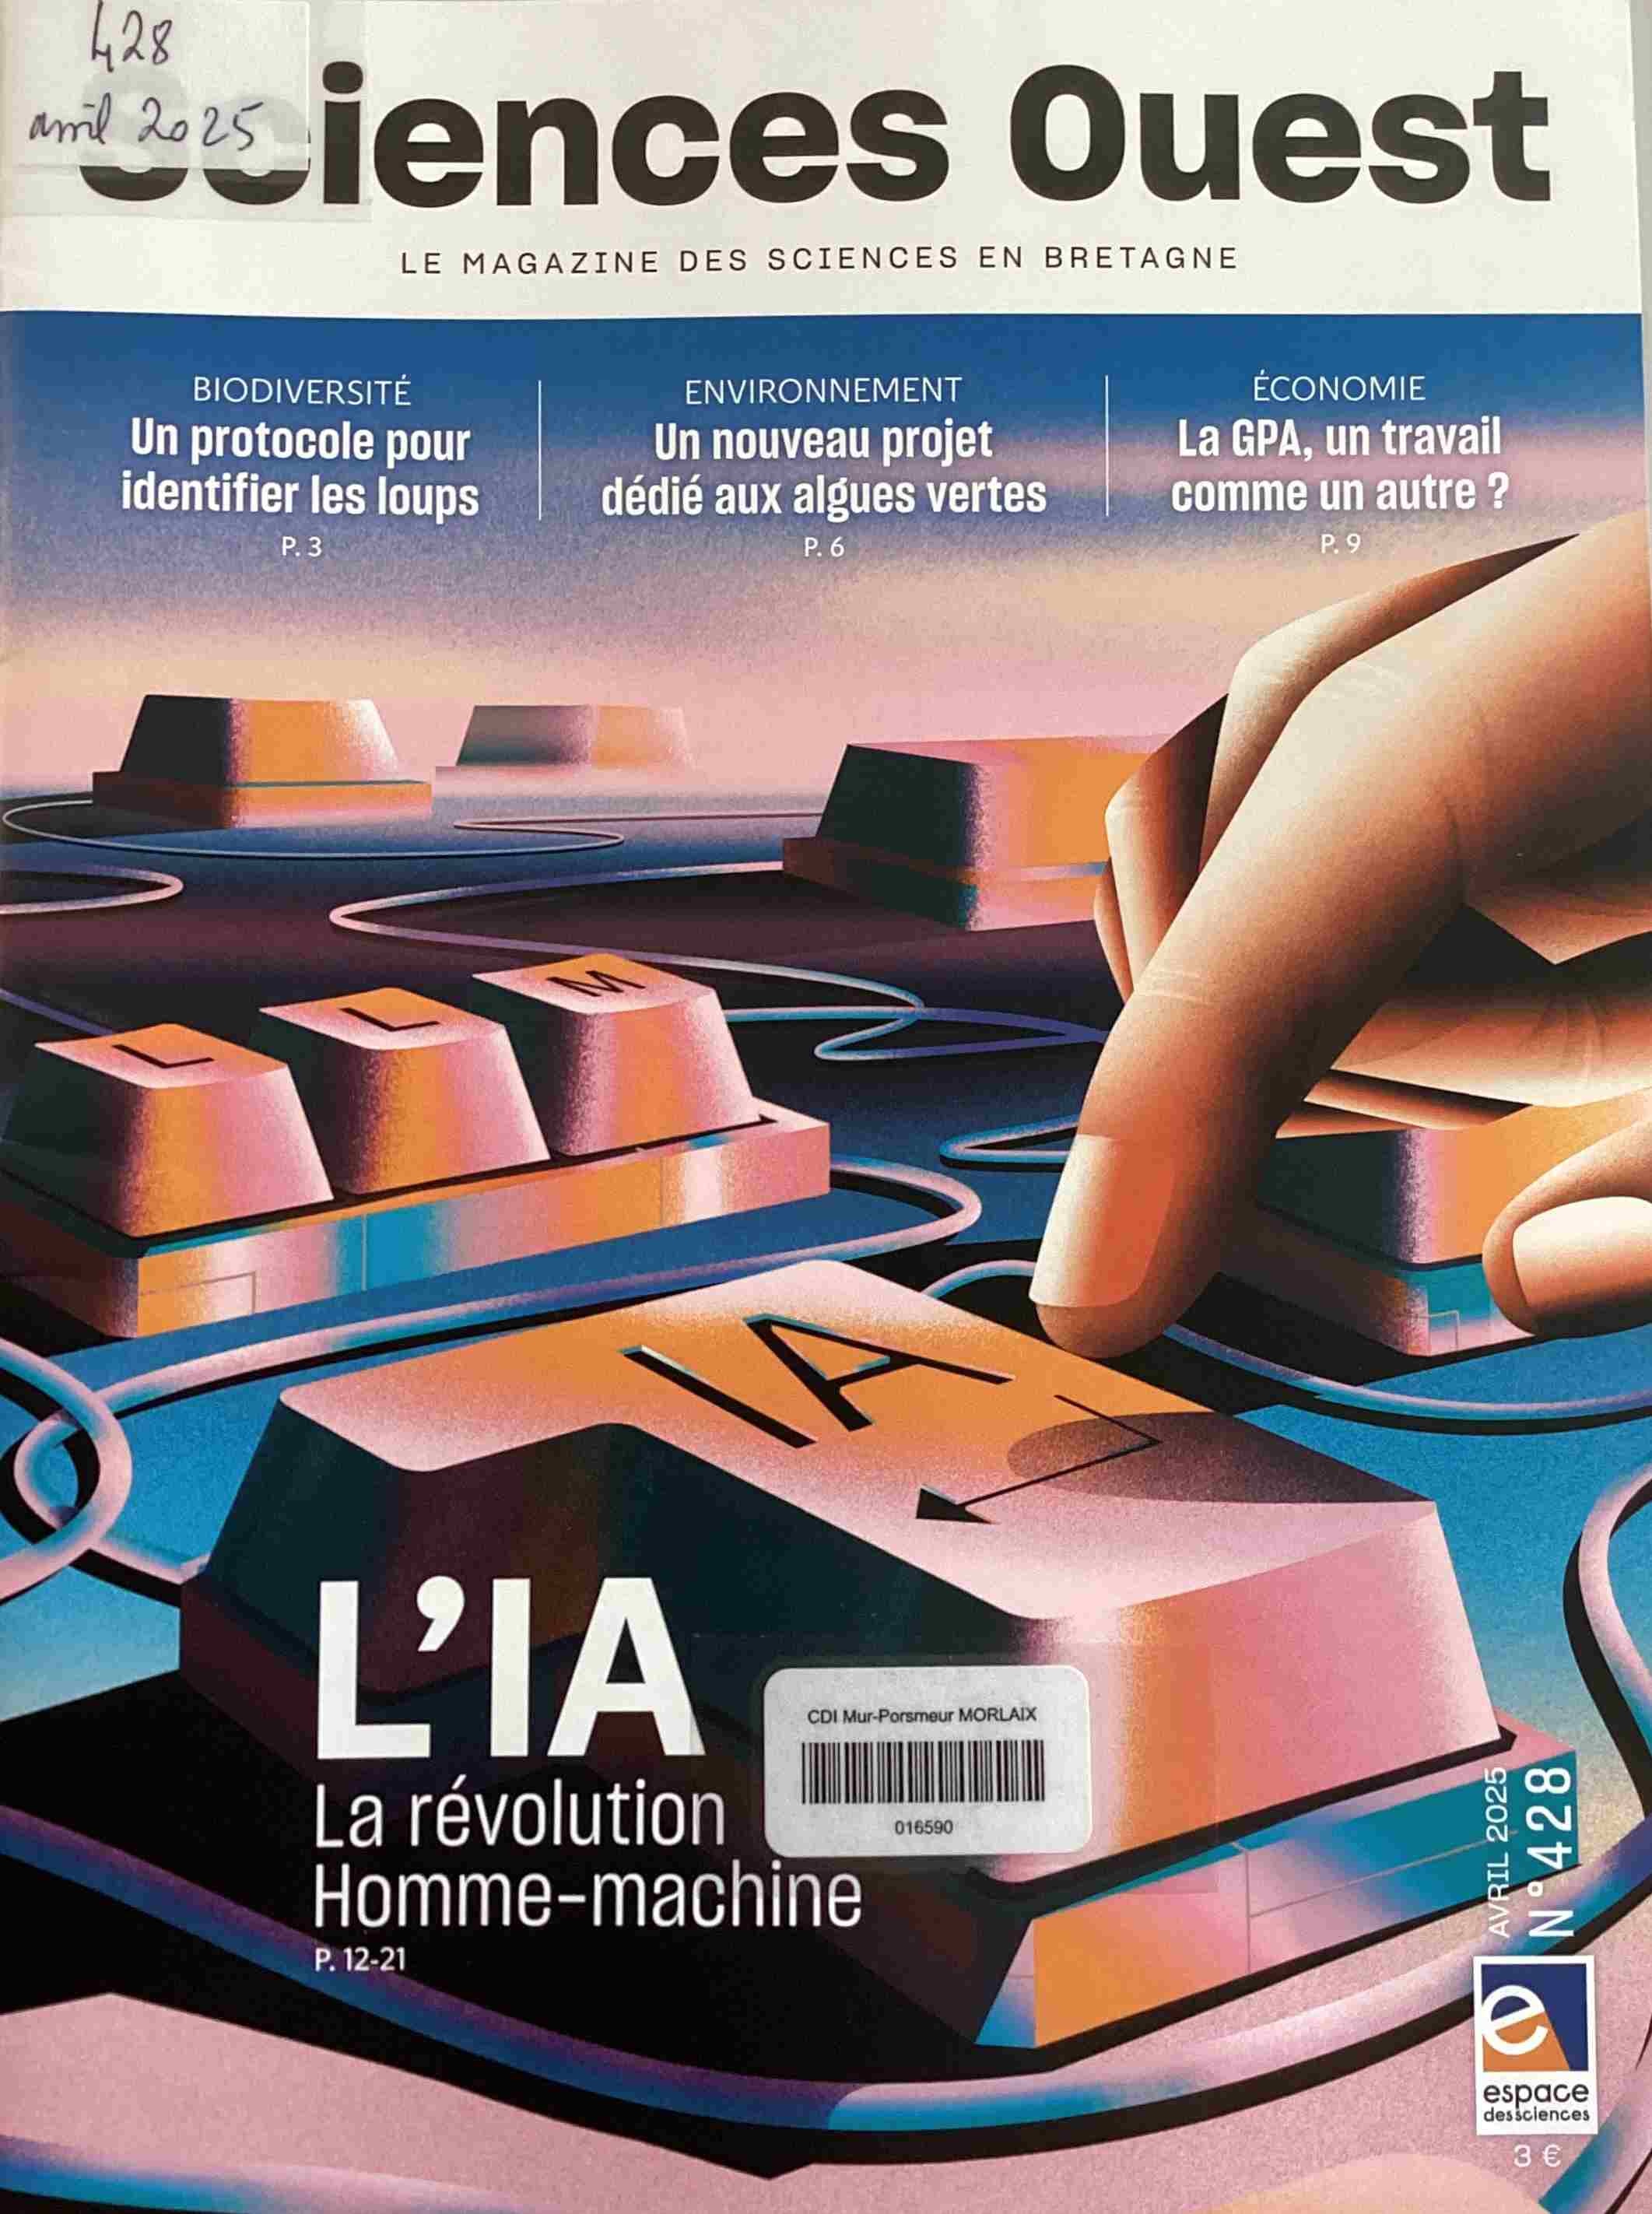 428
avril 2025
Sciences Ouest
LE MAGAZINE DES SCIENCES EN BRETAGNE
BIODIVERSITÉ
Un protocole pour
identifier les loups
P. 3
ENVIRONNEMENT
Un nouveau projet
dédié aux algues vertes
P. 6
ÉCONOMIE
La GPA, un travail
comme un autre ?
P. 9
L L M
IA
L'IA
La révolution
Homme-machine
P. 12-21
CDI Mur-Porsmeur MORLAIX
016590
AVRIL 2025
N° 428
e
espace
des sciences
3 €